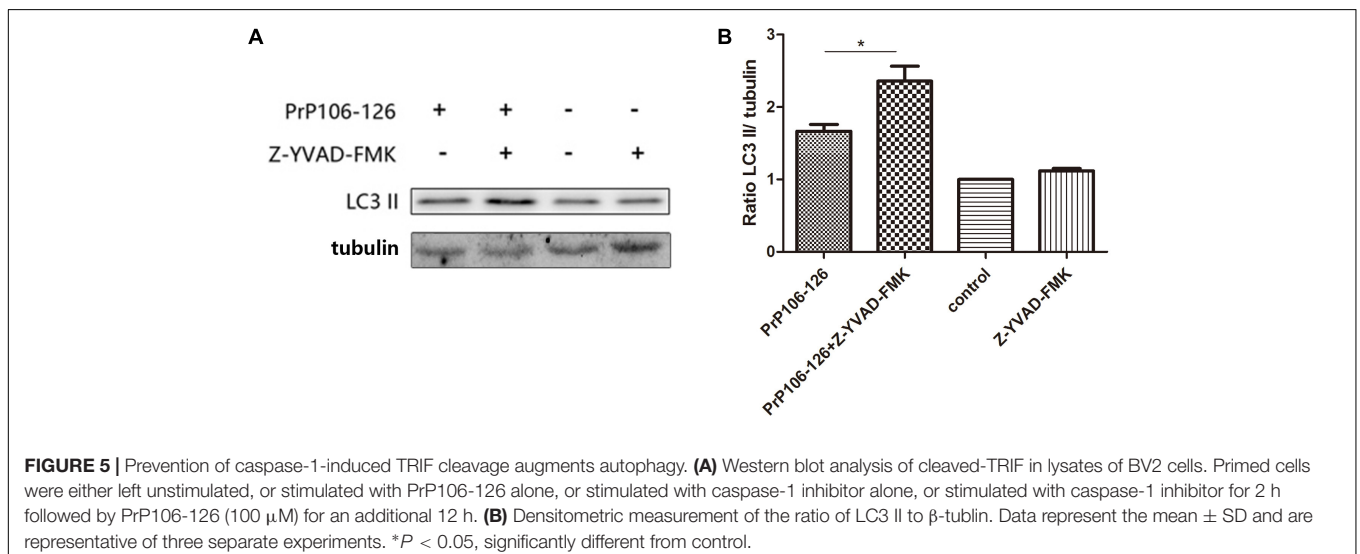 A
PrP106-126 + + - -
Z-YVAD-FMK - + - +
LC3 II
tubulin
B
Ratio LC3 II/ tubulin
3
2
1
0
*
PrP106-126
PrP106-126+Z-YVAD-FMK
control
Z-YVAD-FMK
FIGURE 5 | Prevention of caspase-1-induced TRIF cleavage augments autophagy. (A) Western blot analysis of cleaved-TRIF in lysates of BV2 cells. Primed cells
were either left unstimulated, or stimulated with PrP106-126 alone, or stimulated with caspase-1 inhibitor alone, or stimulated with caspase-1 inhibitor for 2 h
followed by PrP106-126 (100 μM) for an additional 12 h. (B) Densitometric measurement of the ratio of LC3 II to β-tublin. Data represent the mean ± SD and are
representative of three separate experiments. *P < 0.05, significantly different from control.